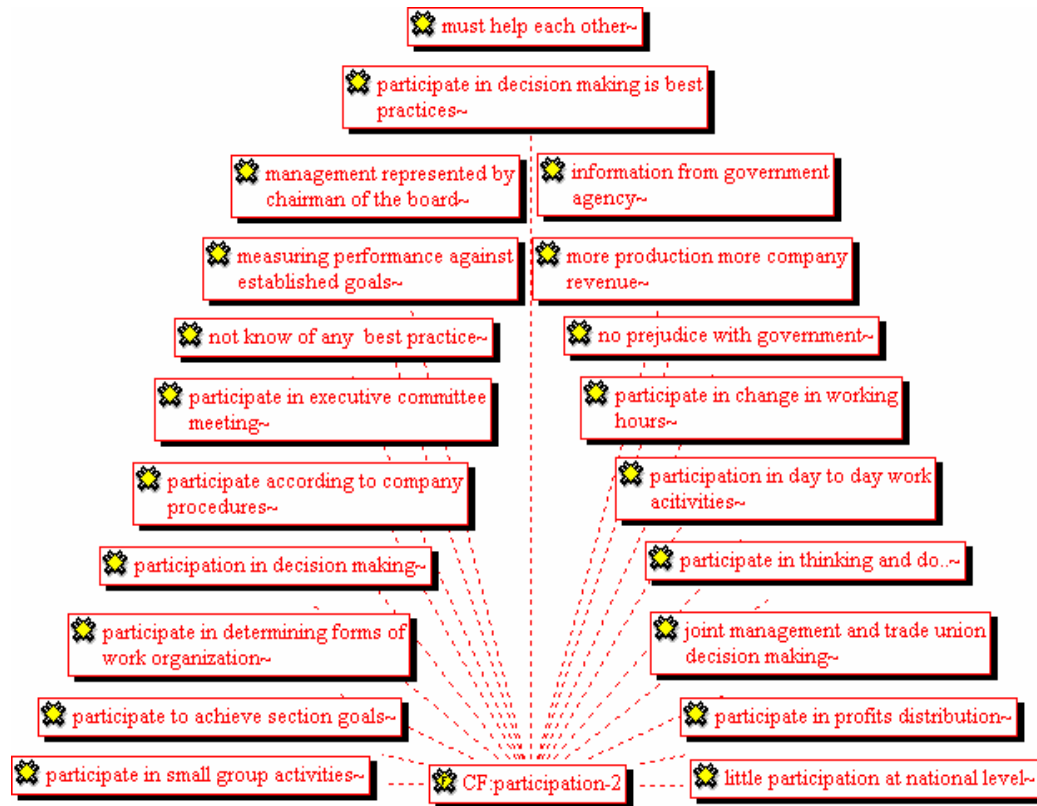 must help each other~
participate in decision making is best
practices~
management represented by
chairman of the board~
information from government
agency~
measuring performance against
established goals~
more production more company
revenue~
not know of any best practice~
no prejudice with government~
participate in executive committee
meeting~
participate in change in working
hours~
participate according to company
procedures~
participation in day to day work
acitivities~
participation in decision making~
participate in thinking and do..~
participate in determining forms of
work organization~
joint management and trade union
decision making~
participate to achieve section goals~
participate in profits distribution~
participate in small group activities~
F CF:participation-2
little participation at national level~